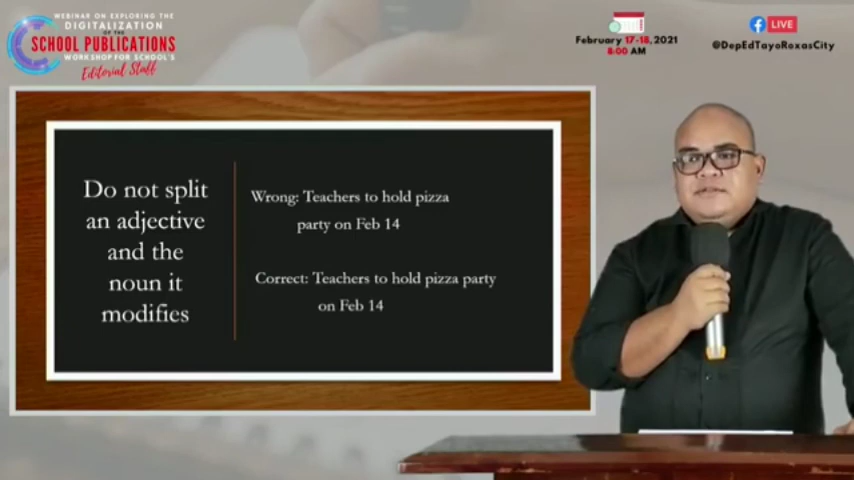 WEBINAR ON EXPLORING THE
DIGITALIZATION
OF THE
SCHOOL PUBLICATIONS
WORKSHOP FOR SCHOOL'S
Editorial Staff
February 17-18, 2021
8:00 AM
LIVE
@DepEdTayoRoxasCity
Do not split
an adjective
and the
noun it
modifies
Wrong: Teachers to hold pizza
party on Feb 14
Correct: Teachers to hold pizza party
on Feb 14